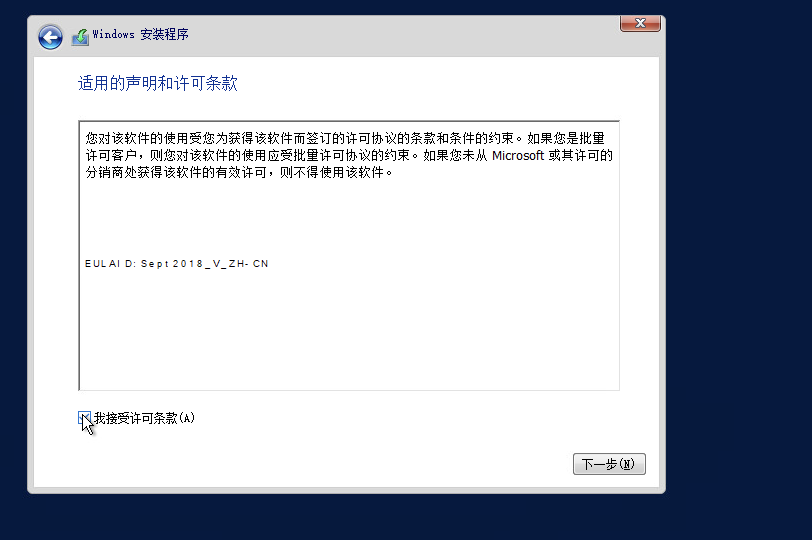 Windows 安装程序
适用的声明和许可条款
您对该软件的使用受您为获得该软件而签订的许可协议的条款和条件的约束。如果您是批量
许可客户，则您对该软件的使用应受批量许可协议的约束。如果您未从 Microsoft 或其许可的
分销商处获得该软件的有效许可，则不得使用该软件。
EULAID: Sept2018_V_ZH-CN
我接受许可条款(A)
下一步(N)